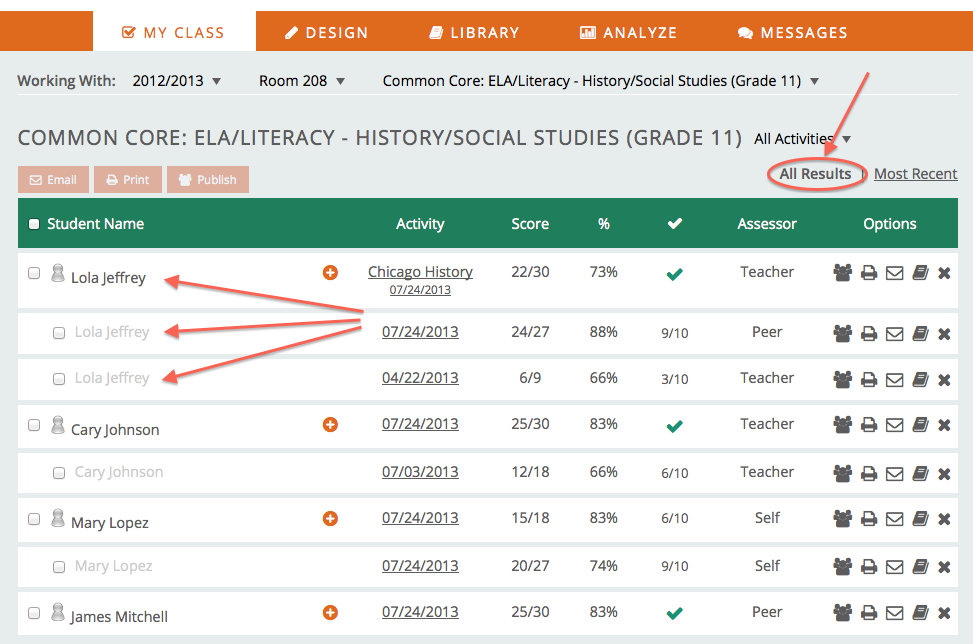 MY CLASS DESIGN LIBRARY ANALYZE MESSAGES
Working With: 2012/2013 Room 208 Common Core: ELA/Literacy - History/Social Studies (Grade 11)
COMMON CORE: ELA/LITERACY - HISTORY/SOCIAL STUDIES (GRADE 11) All Activities
Email Print Publish All Results | Most Recent
Student Name Activity Score % Assessor Options
Lola Jeffrey Chicago History 22/30 73% Teacher
07/24/2013
Lola Jeffrey 07/24/2013 24/27 88% 9/10 Peer
Lola Jeffrey 04/22/2013 6/9 66% 3/10 Teacher
Cary Johnson 07/24/2013 25/30 83% Teacher
Cary Johnson 07/03/2013 12/18 66% 6/10 Teacher
Mary Lopez 07/24/2013 15/18 83% 6/10 Self
Mary Lopez 07/24/2013 20/27 74% 9/10 Self
James Mitchell 07/24/2013 25/30 83% Peer